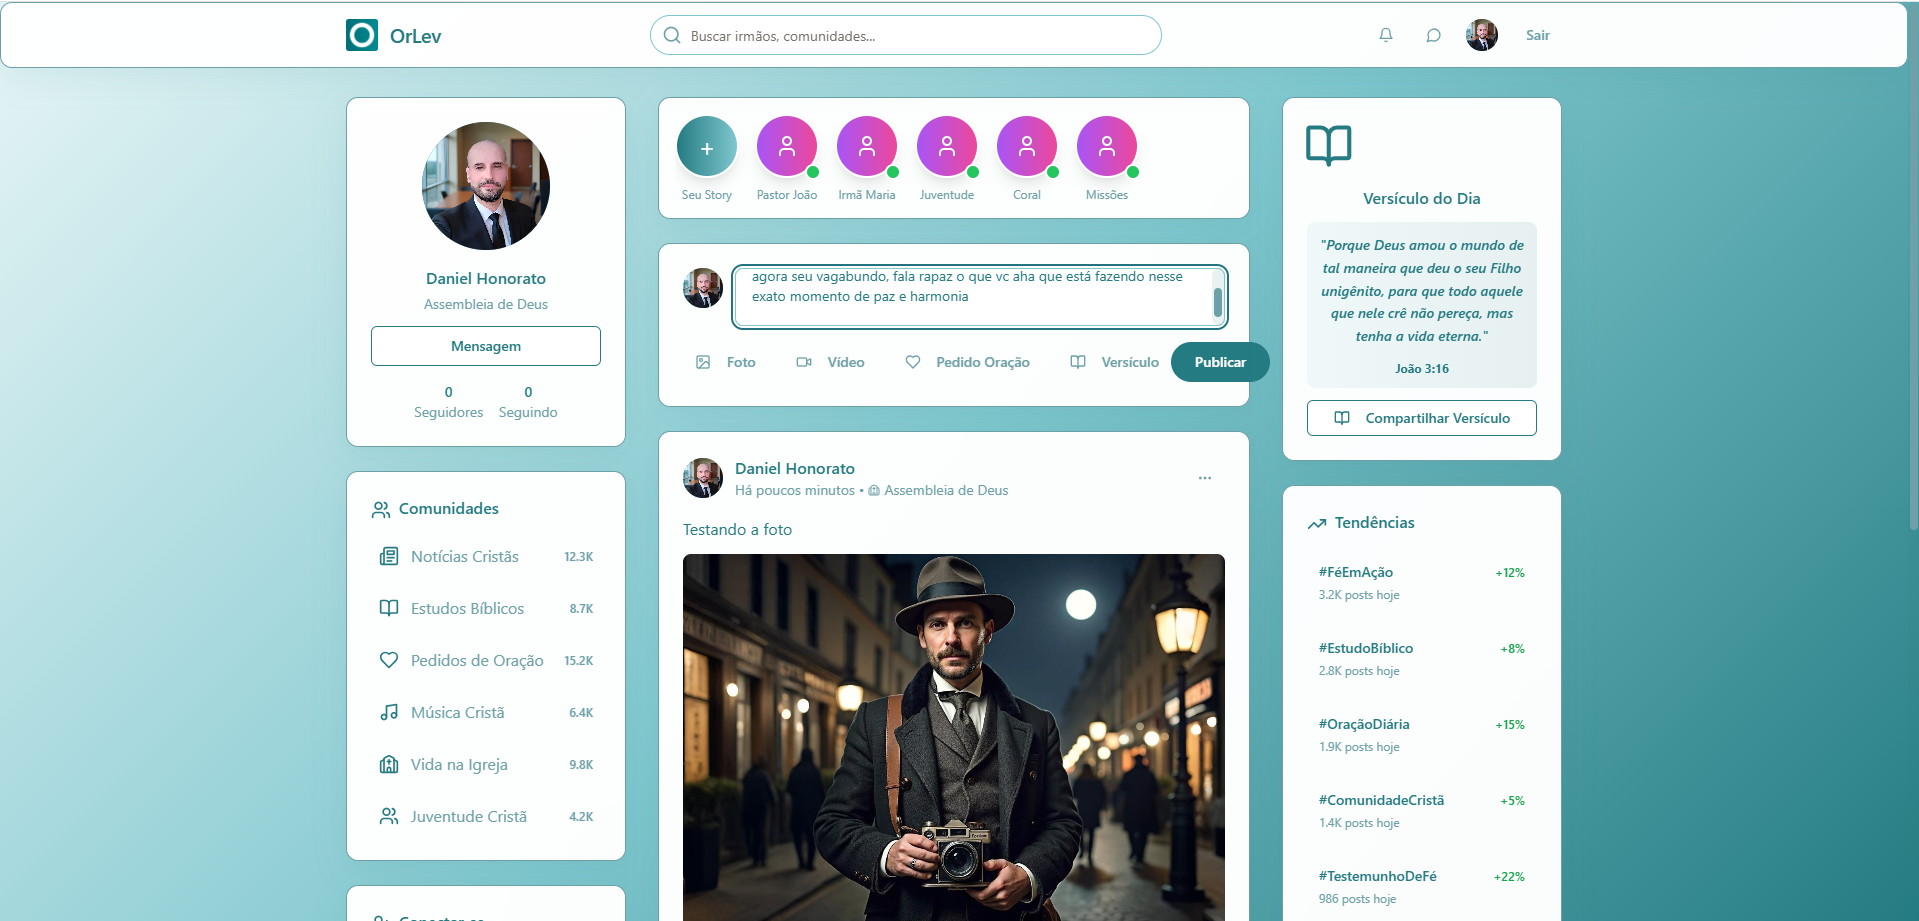 OrLev
Buscar irmãos, comunidades...
Sair
Daniel Honorato
Assembleia de Deus
Mensagem
0
Seguidores
0
Seguindo
Comunidades
Notícias Cristãs 12.3K
Estudos Bíblicos 8.7K
Pedidos de Oração 15.2K
Música Cristã 6.4K
Vida na Igreja 9.8K
Juventude Cristã 4.2K
+
Seu Story
Pastor João
Irmã Maria
Juventude
Coral
Missões
agora seu vagabundo, fala rapaz o que vc aha que está fazendo nesse
exato momento de paz e harmonia
Foto
Vídeo
Pedido Oração
Versículo
Publicar
Daniel Honorato
Há poucos minutos • Assembleia de Deus
Testando a foto
Versículo do Dia
"Porque Deus amou o mundo de
tal maneira que deu o seu Filho
unigênito, para que todo aquele
que nele crê não pereça, mas
tenha a vida eterna."
João 3:16
Compartilhar Versículo
Tendências
#FéEmAção +12%
3.2K posts hoje
#EstudoBíblico +8%
2.8K posts hoje
#OraçãoDiária +15%
1.9K posts hoje
#ComunidadeCristã +5%
1.4K posts hoje
#TestemunhoDeFé +22%
986 posts hoje